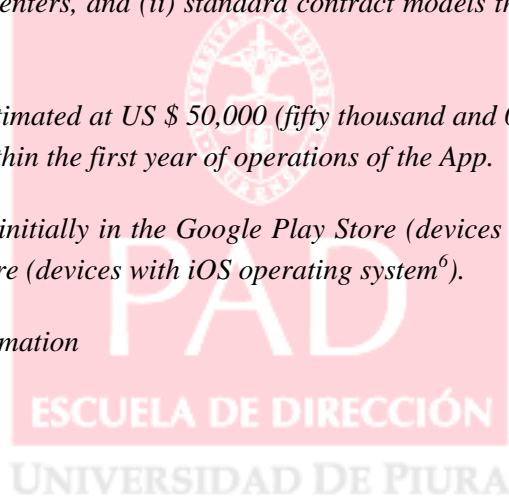 enters, and (ii) standard contract models th
timated at US $ 50,000 (fifty thousand and 0
thin the first year of operations of the App.
initially in the Google Play Store (devices
re (devices with iOS operating system⁶).
mation
PAD
ESCUELA DE DIRECCIÓN
UNIVERSIDAD DE PIURA